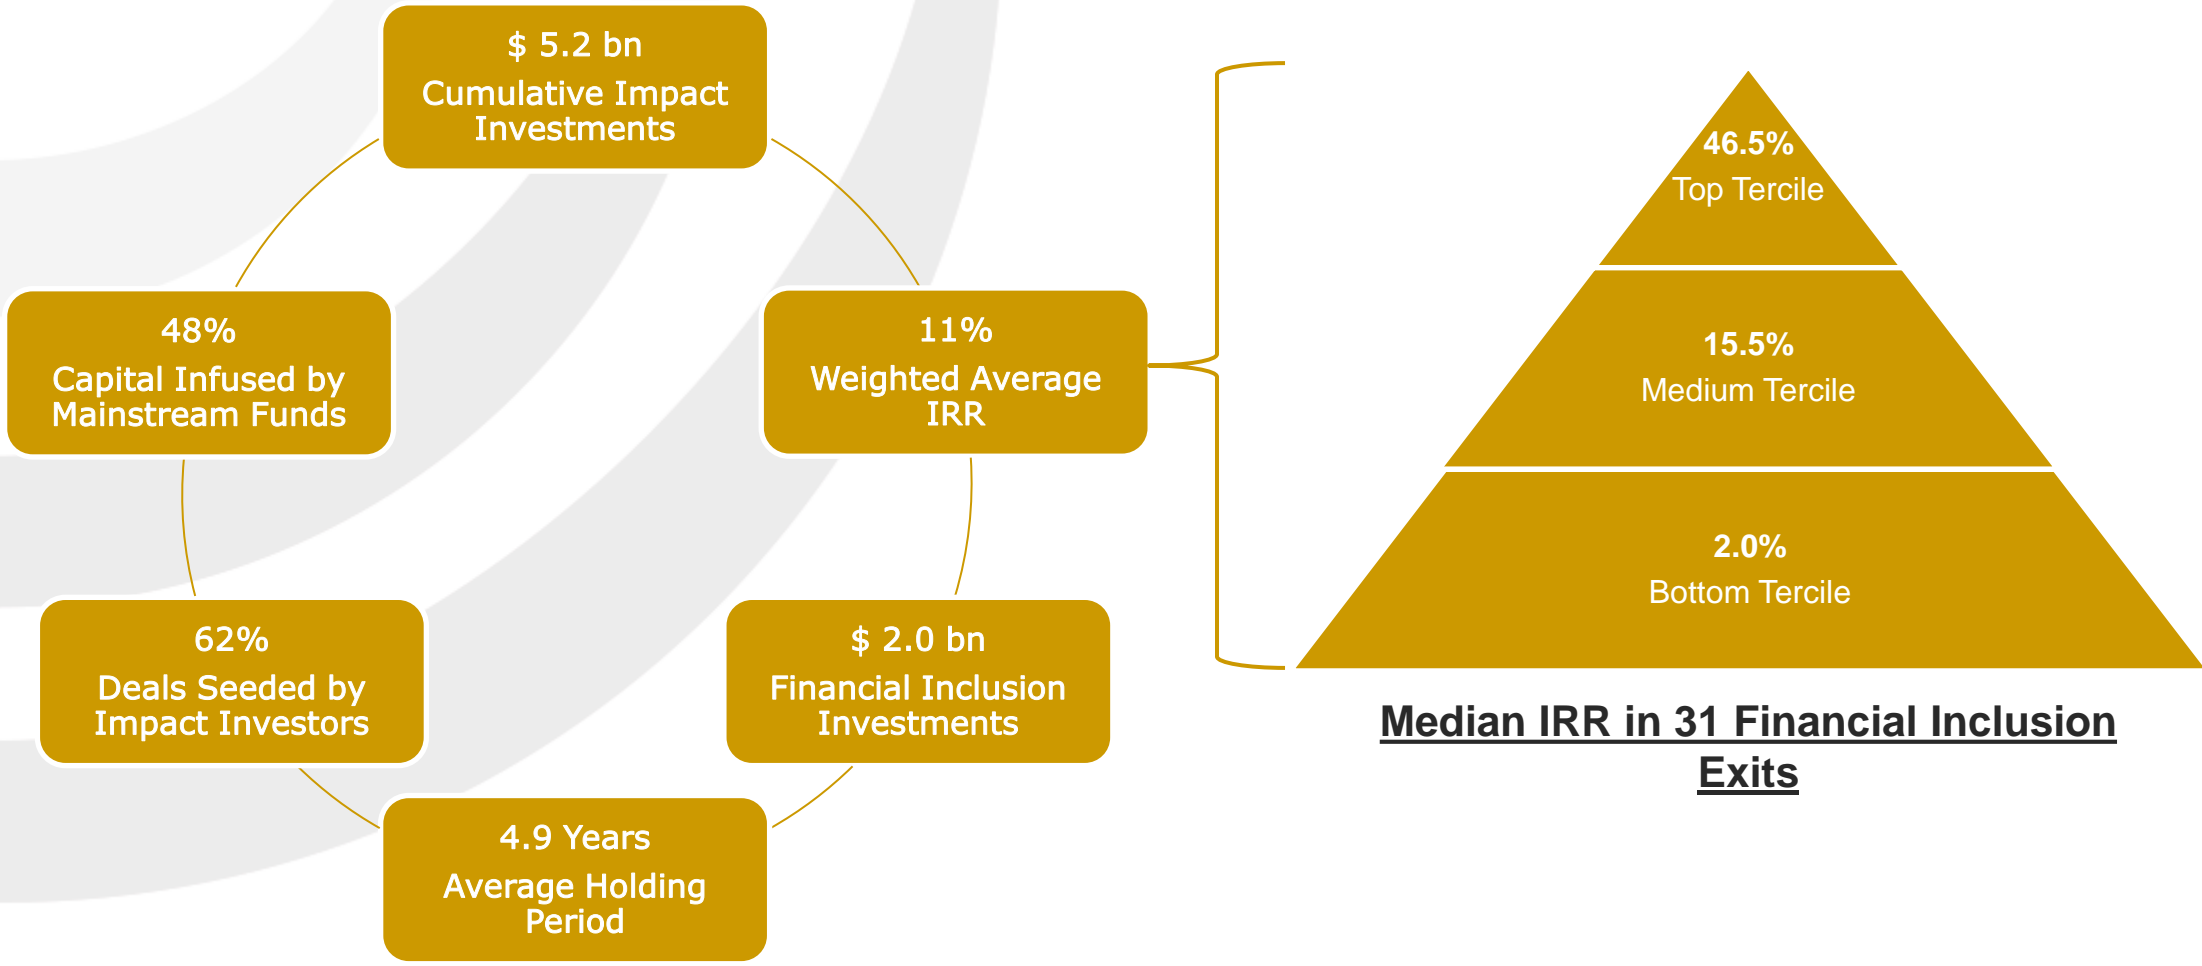 $ 5.2 bn
Cumulative Impact
Investments
11%
Weighted Average
IRR
$ 2.0 bn
Financial Inclusion
Investments
4.9 Years
Average Holding
Period
62%
Deals Seeded by
Impact Investors
48%
Capital Infused by
Mainstream Funds
46.5%
Top Tercile
15.5%
Medium Tercile
2.0%
Bottom Tercile
Median IRR in 31 Financial Inclusion
Exits